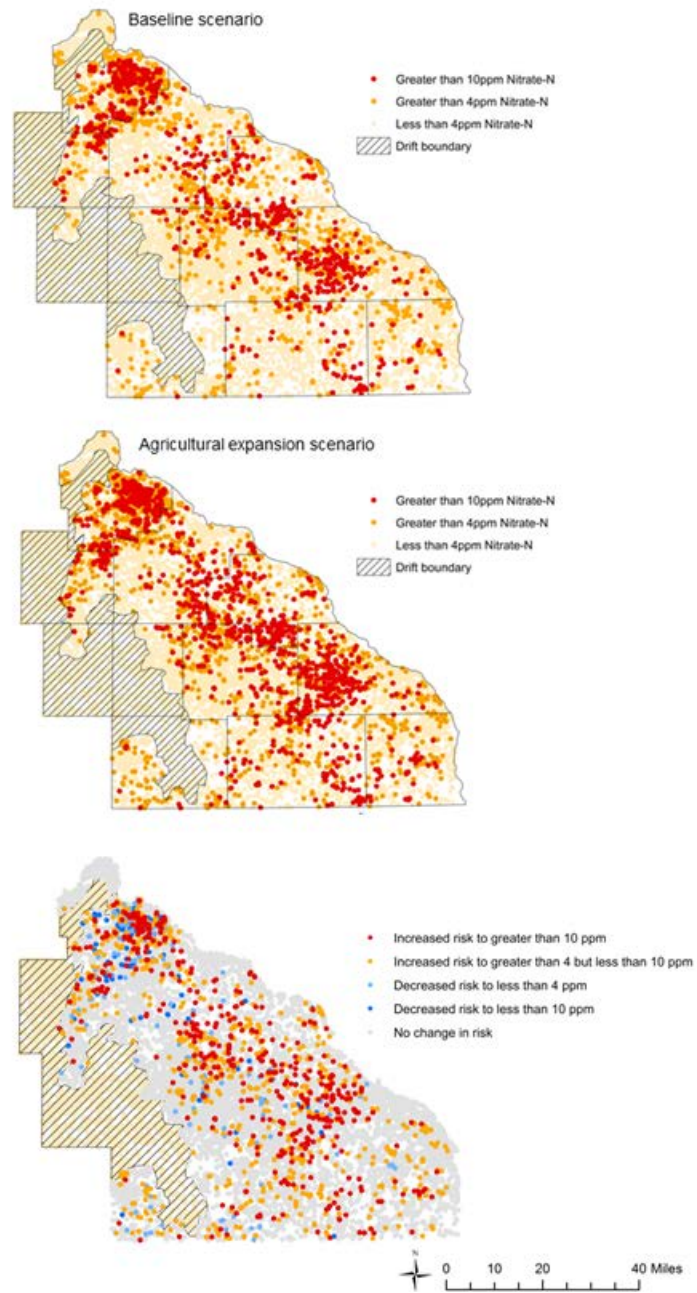 Baseline scenario
Greater than 10ppm Nitrate-N
Greater than 4ppm Nitrate-N
Less than 4ppm Nitrate-N
Drift boundary
Agricultural expansion scenario
Greater than 10ppm Nitrate-N
Greater than 4ppm Nitrate-N
Less than 4ppm Nitrate-N
Drift boundary
Increased risk to greater than 10 ppm
Increased risk to greater than 4 but less than 10 ppm
Decreased risk to less than 4 ppm
Decreased risk to less than 10 ppm
No change in risk
N
0 10 20 40 Miles